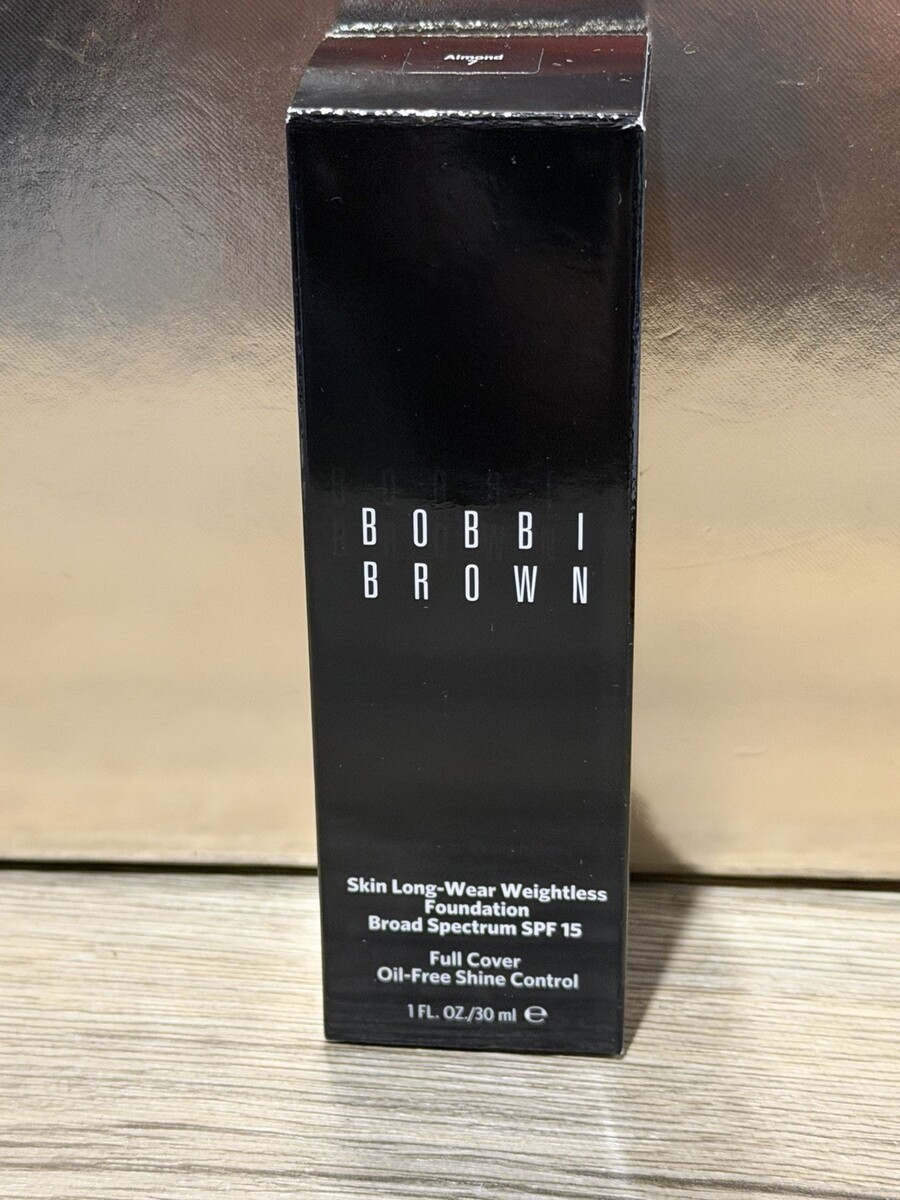 Almond
7
BOBBI
BROWN
Skin Long-Wear Weightless
Foundation
Broad Spectrum SPF 15
Full Cover
Oil-Free Shine Control
1 FL. OZ./30 ml ℮